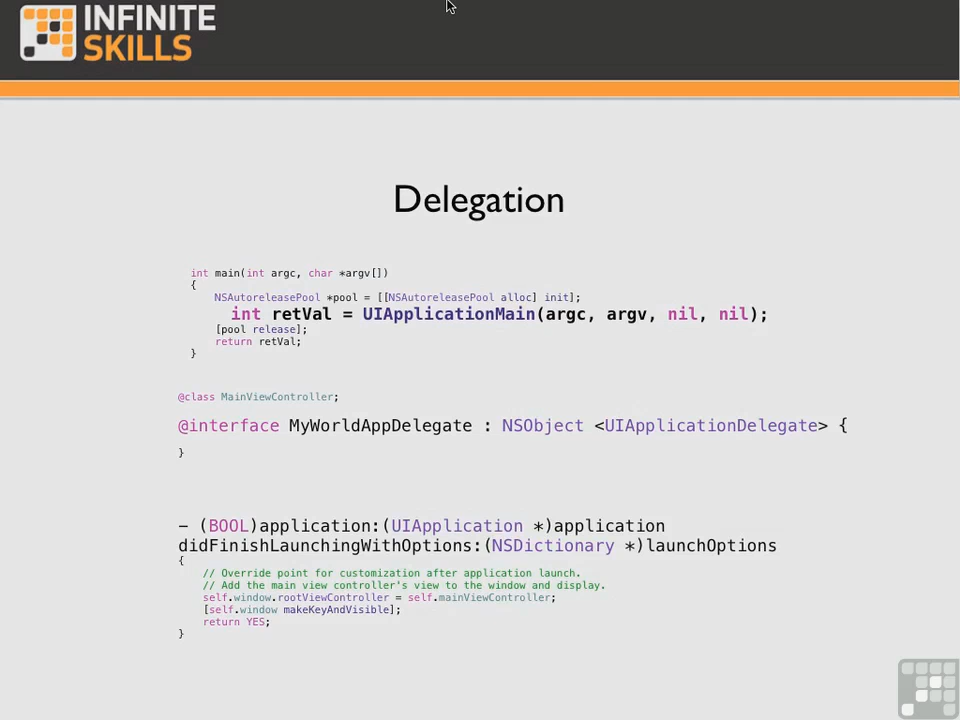 INFINITE
SKILLS
Delegation
int main(int argc, char *argv[])
{
NSAutoreleasePool *pool = [[NSAutoreleasePool alloc] init];
int retVal = UIApplicationMain(argc, argv, nil, nil);
[pool release];
return retVal;
}
@class MainViewController;
@interface MyWorldAppDelegate : NSObject <UIApplicationDelegate> {
}
– (BOOL)application:(UIApplication *)application
didFinishLaunchingWithOptions:(NSDictionary *)launchOptions
{
// Override point for customization after application launch.
// Add the main view controller's view to the window and display.
self.window.rootViewController = self.mainViewController;
[self.window makeKeyAndVisible];
return YES;
}